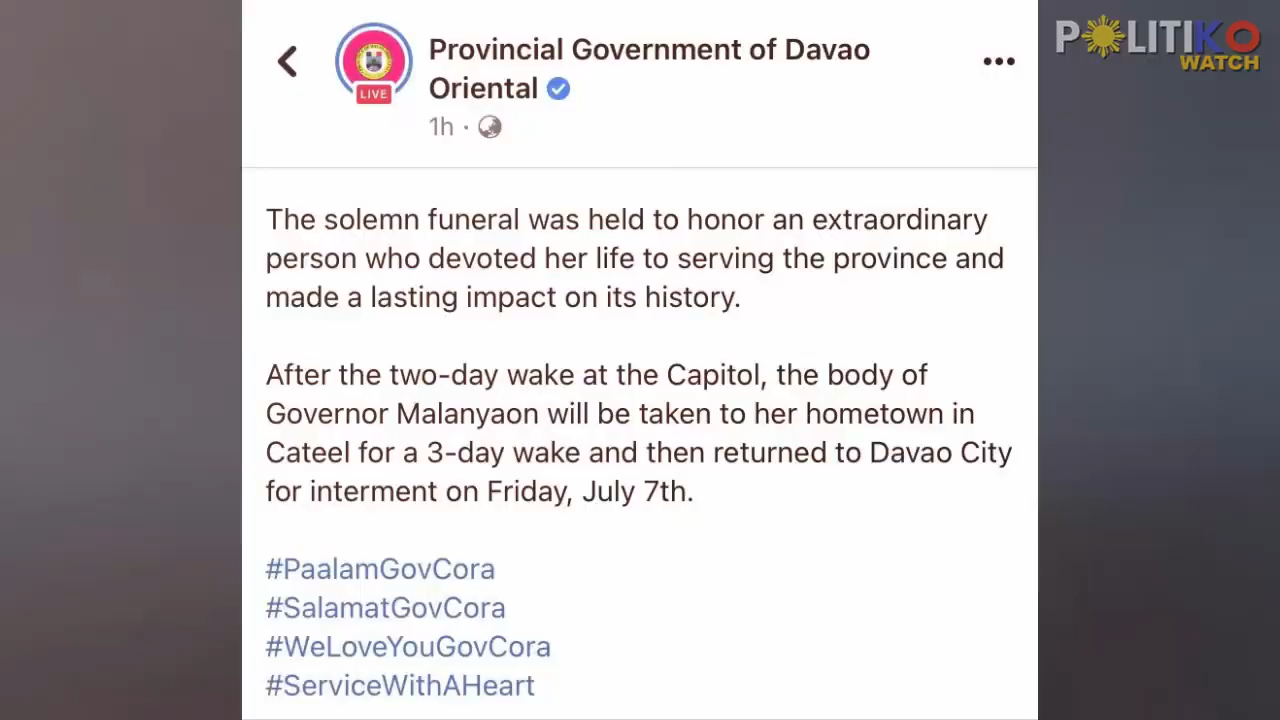 POLITIKO
WATCH
Provincial Government of Davao
Oriental
LIVE
1h ·
The solemn funeral was held to honor an extraordinary
person who devoted her life to serving the province and
made a lasting impact on its history.
After the two-day wake at the Capitol, the body of
Governor Malanyaon will be taken to her hometown in
Cateel for a 3-day wake and then returned to Davao City
for interment on Friday, July 7th.
#PaalamGovCora
#SalamatGovCora
#WeLoveYouGovCora
#ServiceWithAHeart